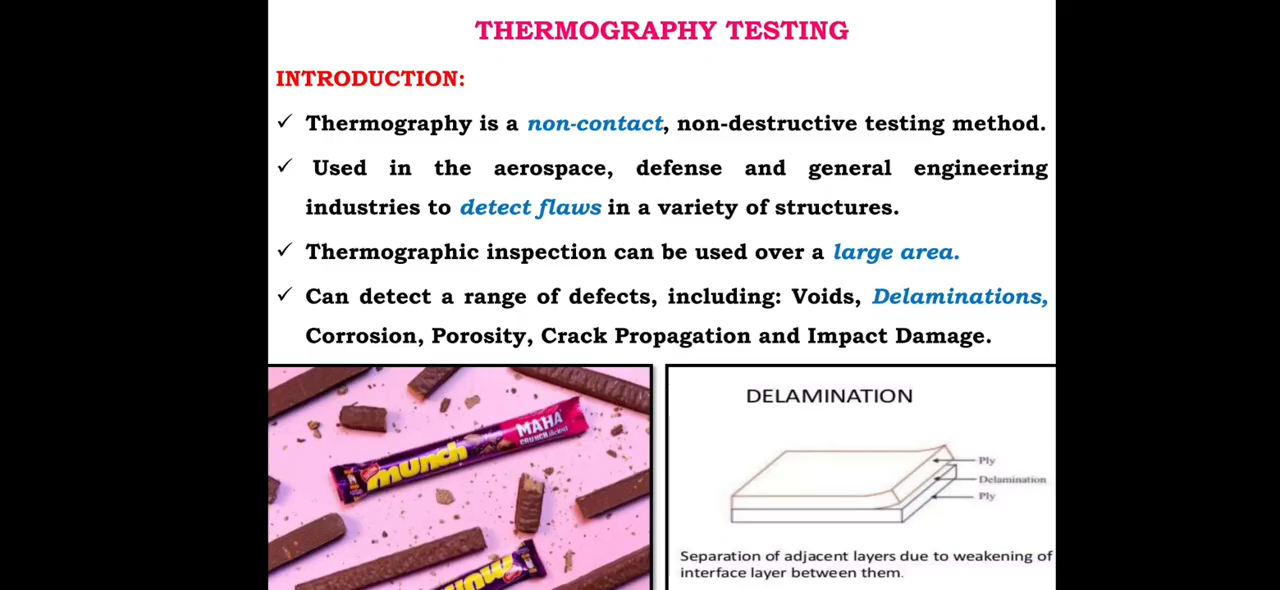 THERMOGRAPHY TESTING
INTRODUCTION:
✓ Thermography is a non-contact, non-destructive testing method.
✓ Used in the aerospace, defense and general engineering
industries to detect flaws in a variety of structures.
✓ Thermographic inspection can be used over a large area.
✓ Can detect a range of defects, including: Voids, Delaminations,
Corrosion, Porosity, Crack Propagation and Impact Damage.
munch
MAHA
munch
DELAMINATION
Ply
Delamination
Ply
Separation of adjacent layers due to weakening of
interface layer between them.